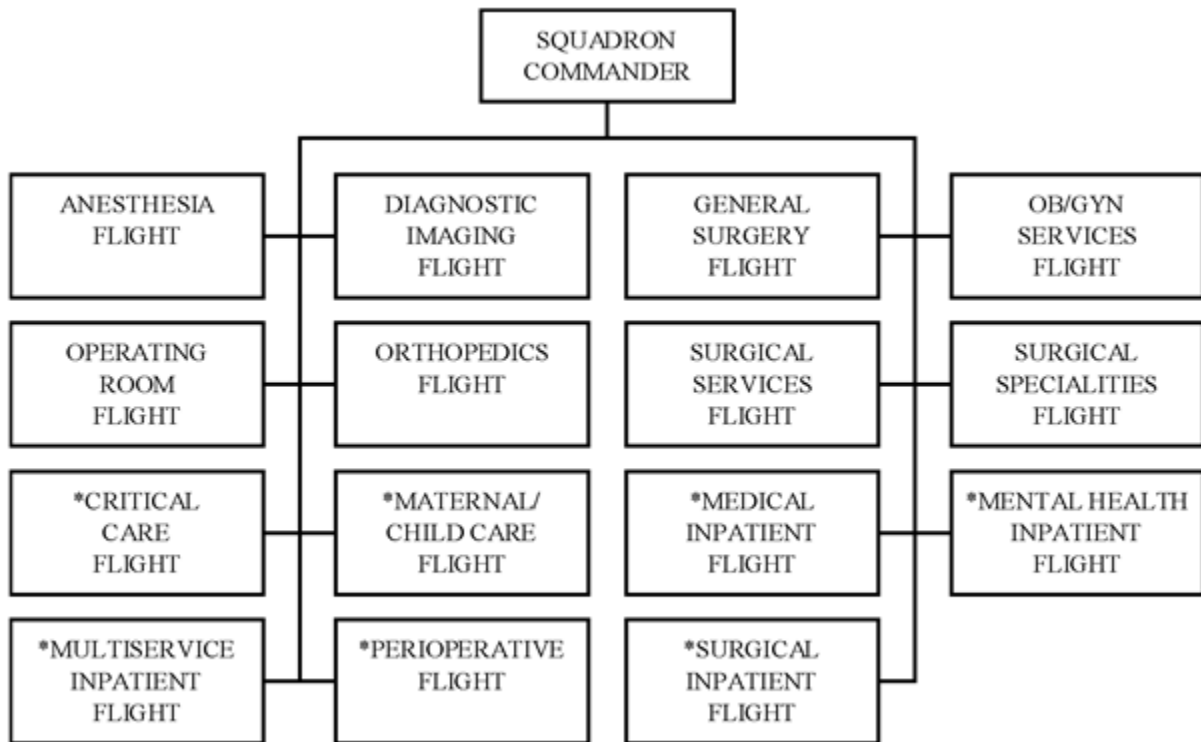 SQUADRON
COMMANDER
ANESTHESIA
FLIGHT
DIAGNOSTIC
IMAGING
FLIGHT
GENERAL
SURGERY
FLIGHT
OB/GYN
SERVICES
FLIGHT
OPERATING
ROOM
FLIGHT
ORTHOPEDICS
FLIGHT
SURGICAL
SERVICES
FLIGHT
SURGICAL
SPECIALITIES
FLIGHT
*CRITICAL
CARE
FLIGHT
*MATERNAL/
CHILD CARE
FLIGHT
*MEDICAL
INPATIENT
FLIGHT
*MENTAL HEALTH
INPATIENT
FLIGHT
*MULTISERVICE
INPATIENT
FLIGHT
*PERIOPERATIVE
FLIGHT
*SURGICAL
INPATIENT
FLIGHT